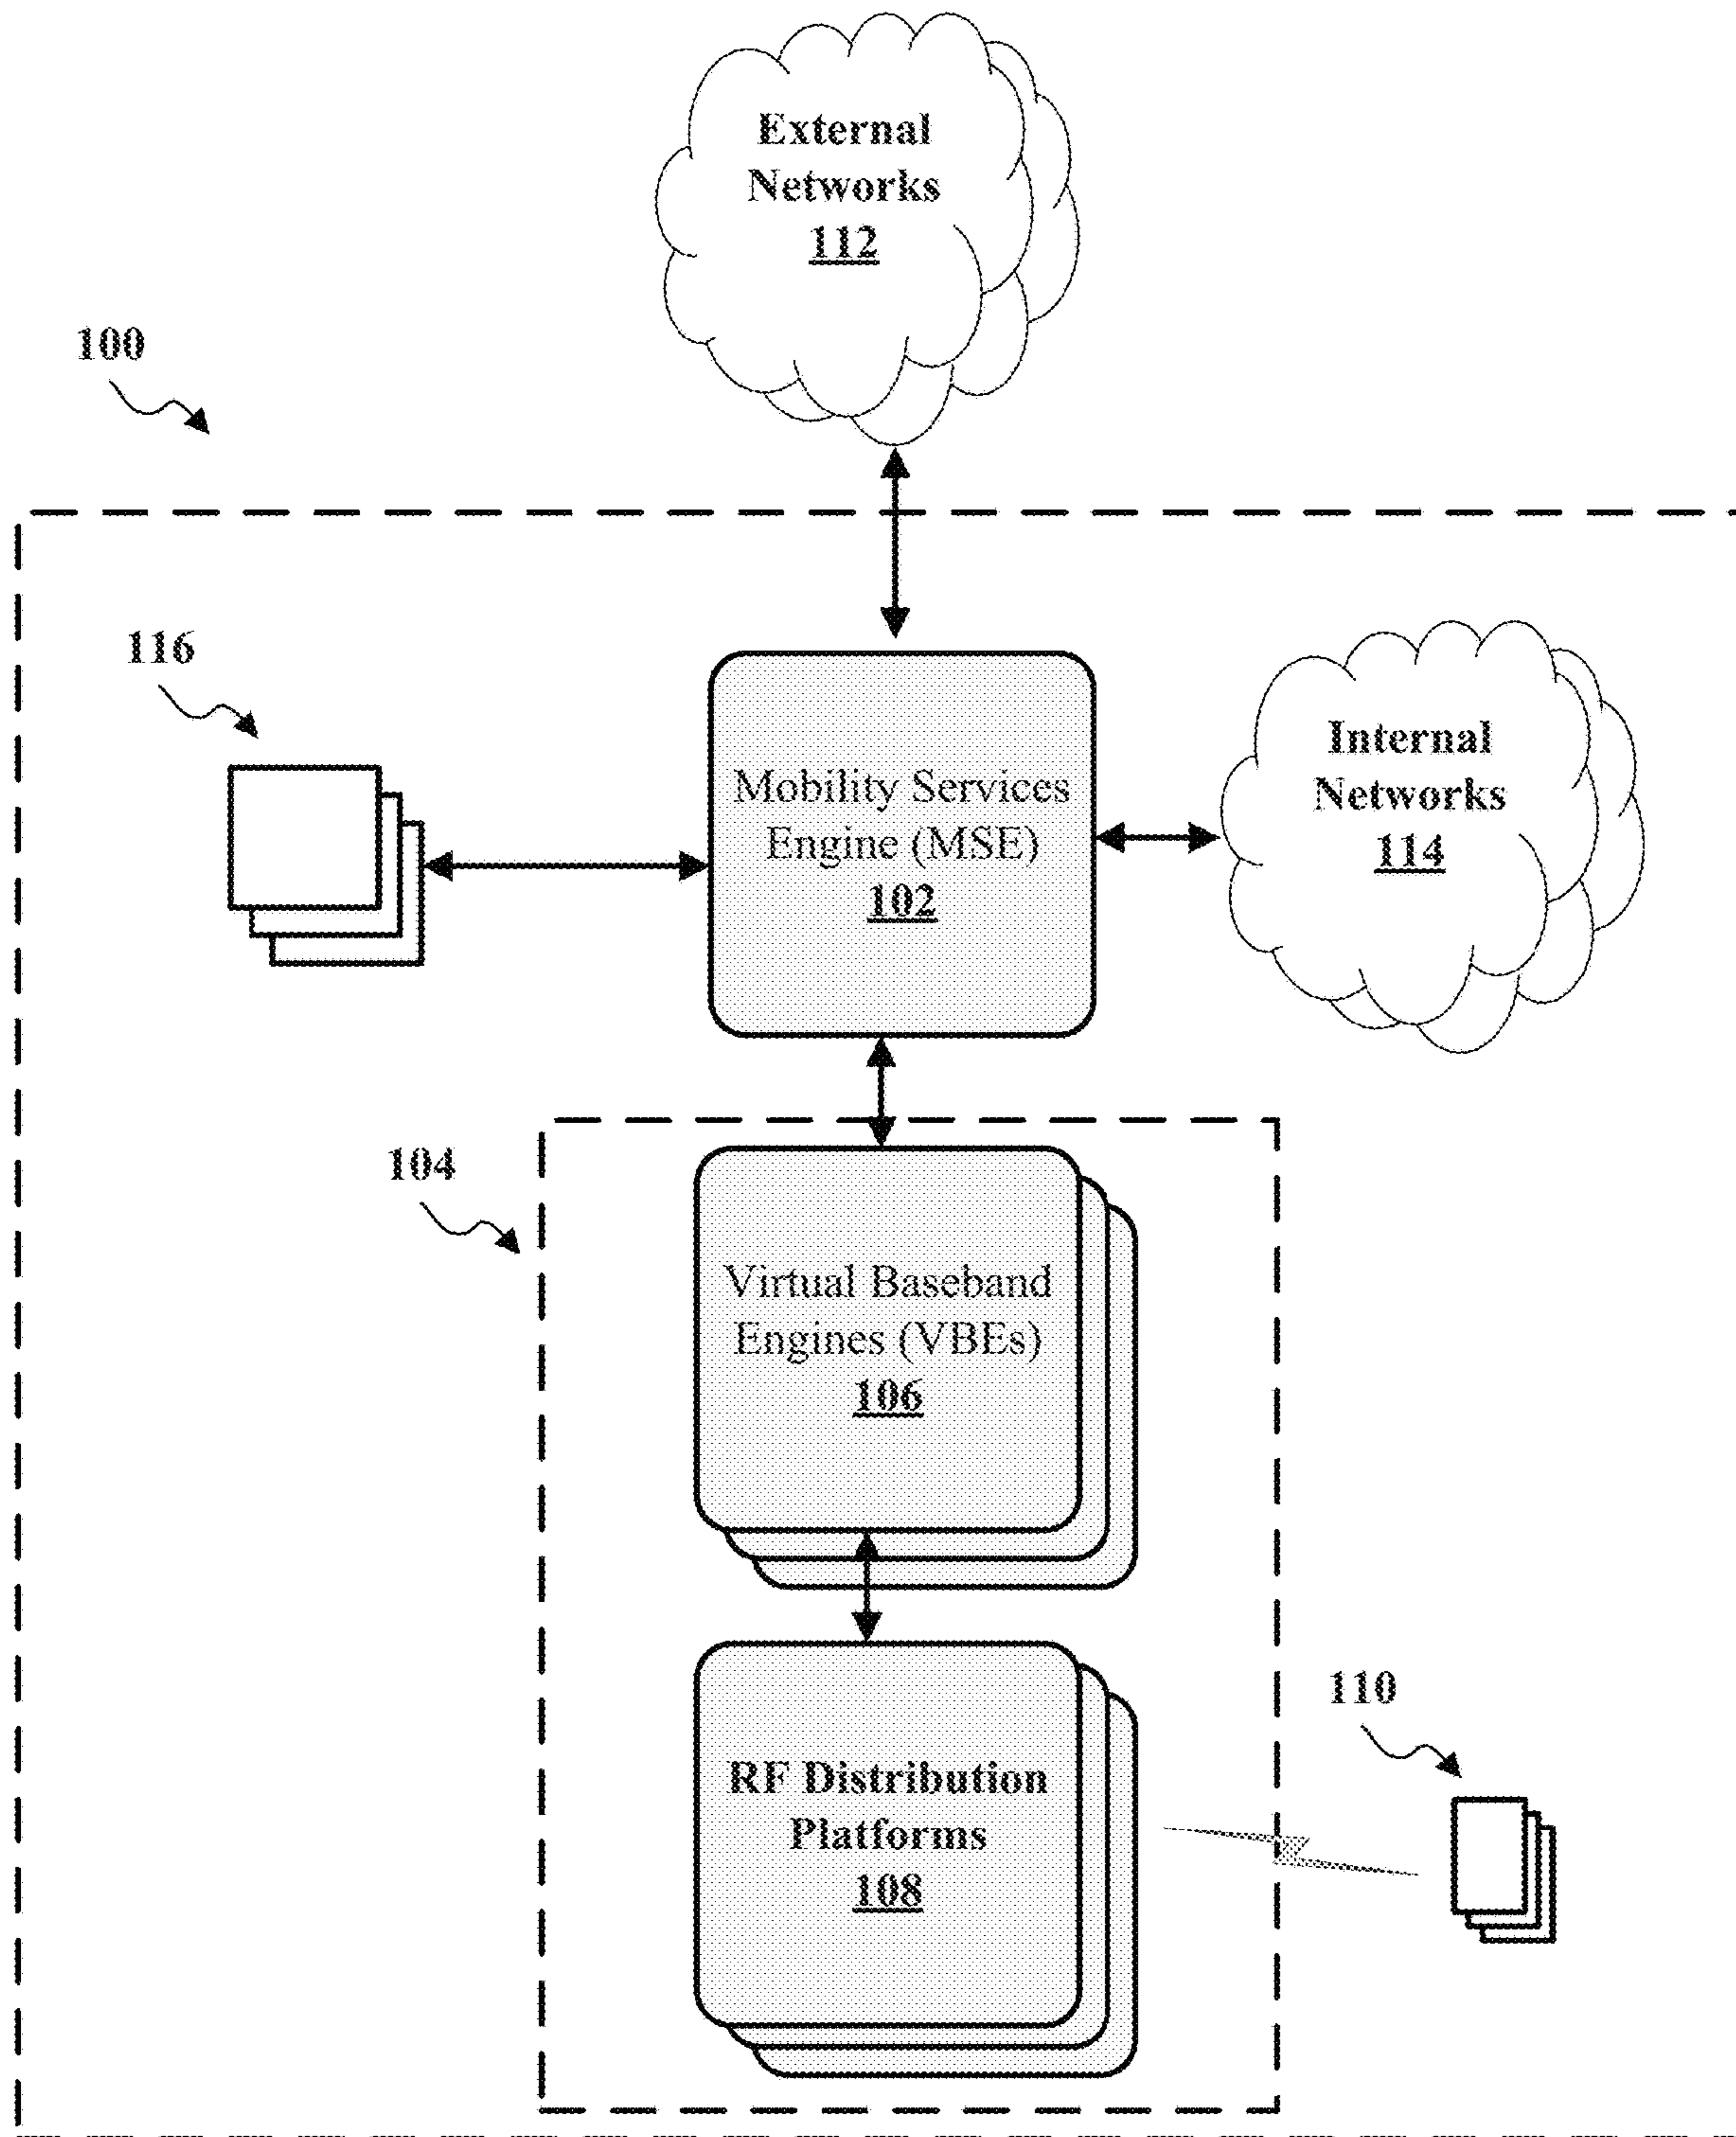 External
Networks
112
100
116
Mobility Services
Engine (MSE)
102
Internal
Networks
114
104
Virtual Baseband
Engines (VBEs)
106
110
RF Distribution
Platforms
108